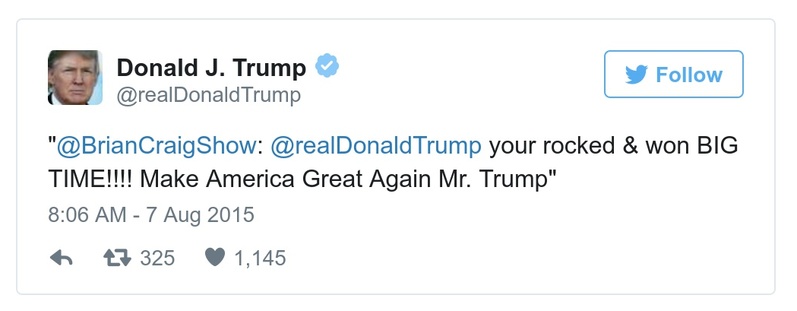 Donald J. Trump
@realDonaldTrump
Follow
"@BrianCraigShow: @realDonaldTrump your rocked & won BIG
TIME!!!! Make America Great Again Mr. Trump"
8:06 AM - 7 Aug 2015
325 1,145